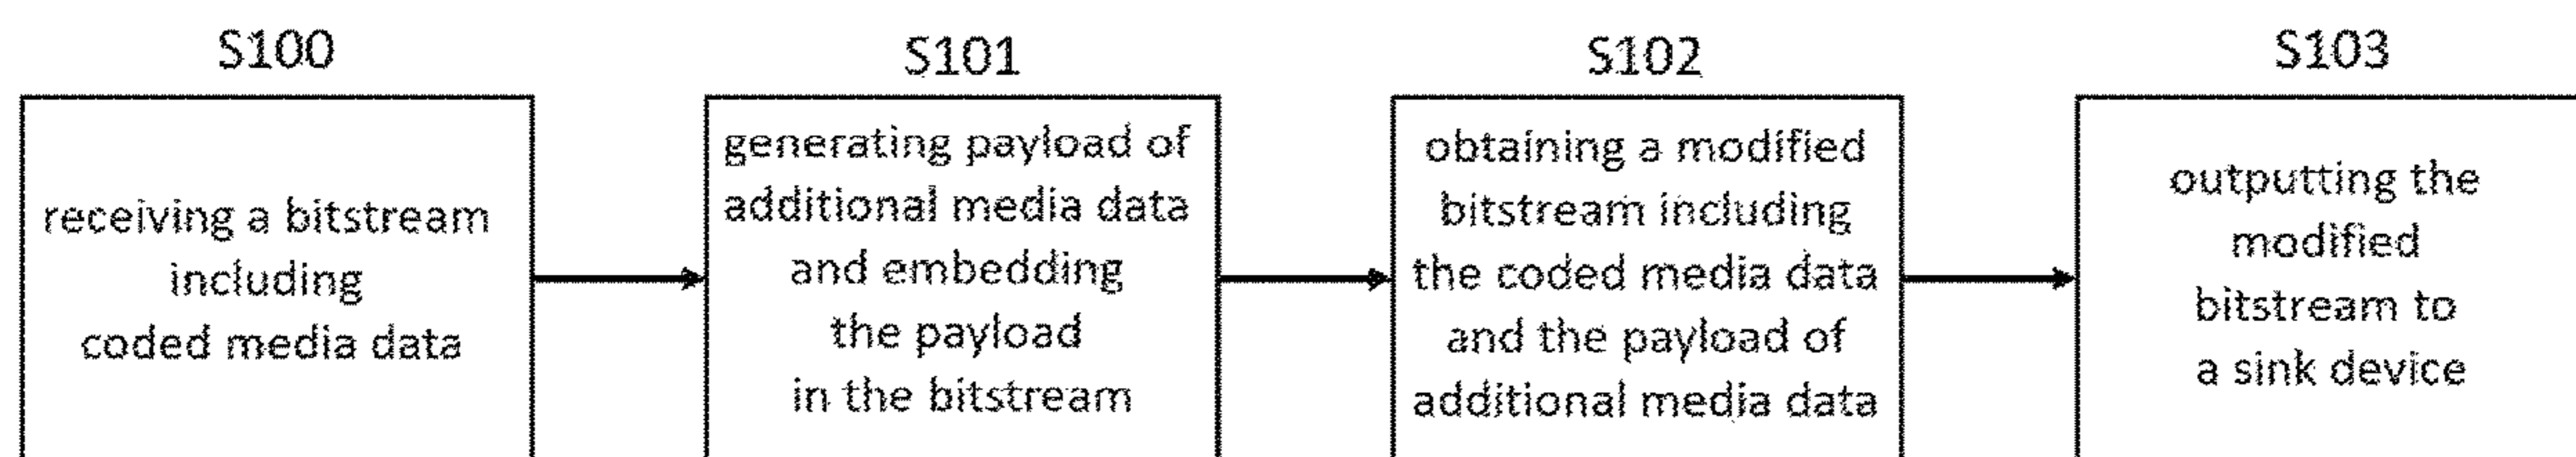 S100
receiving a bitstream
including
coded media data
S101
generating payload of
additional media data
and embedding
the payload
in the bitstream
S102
obtaining a modified
bitstream including
the coded media data
and the payload of
additional media data
S103
outputting the
modified
bitstream to
a sink device